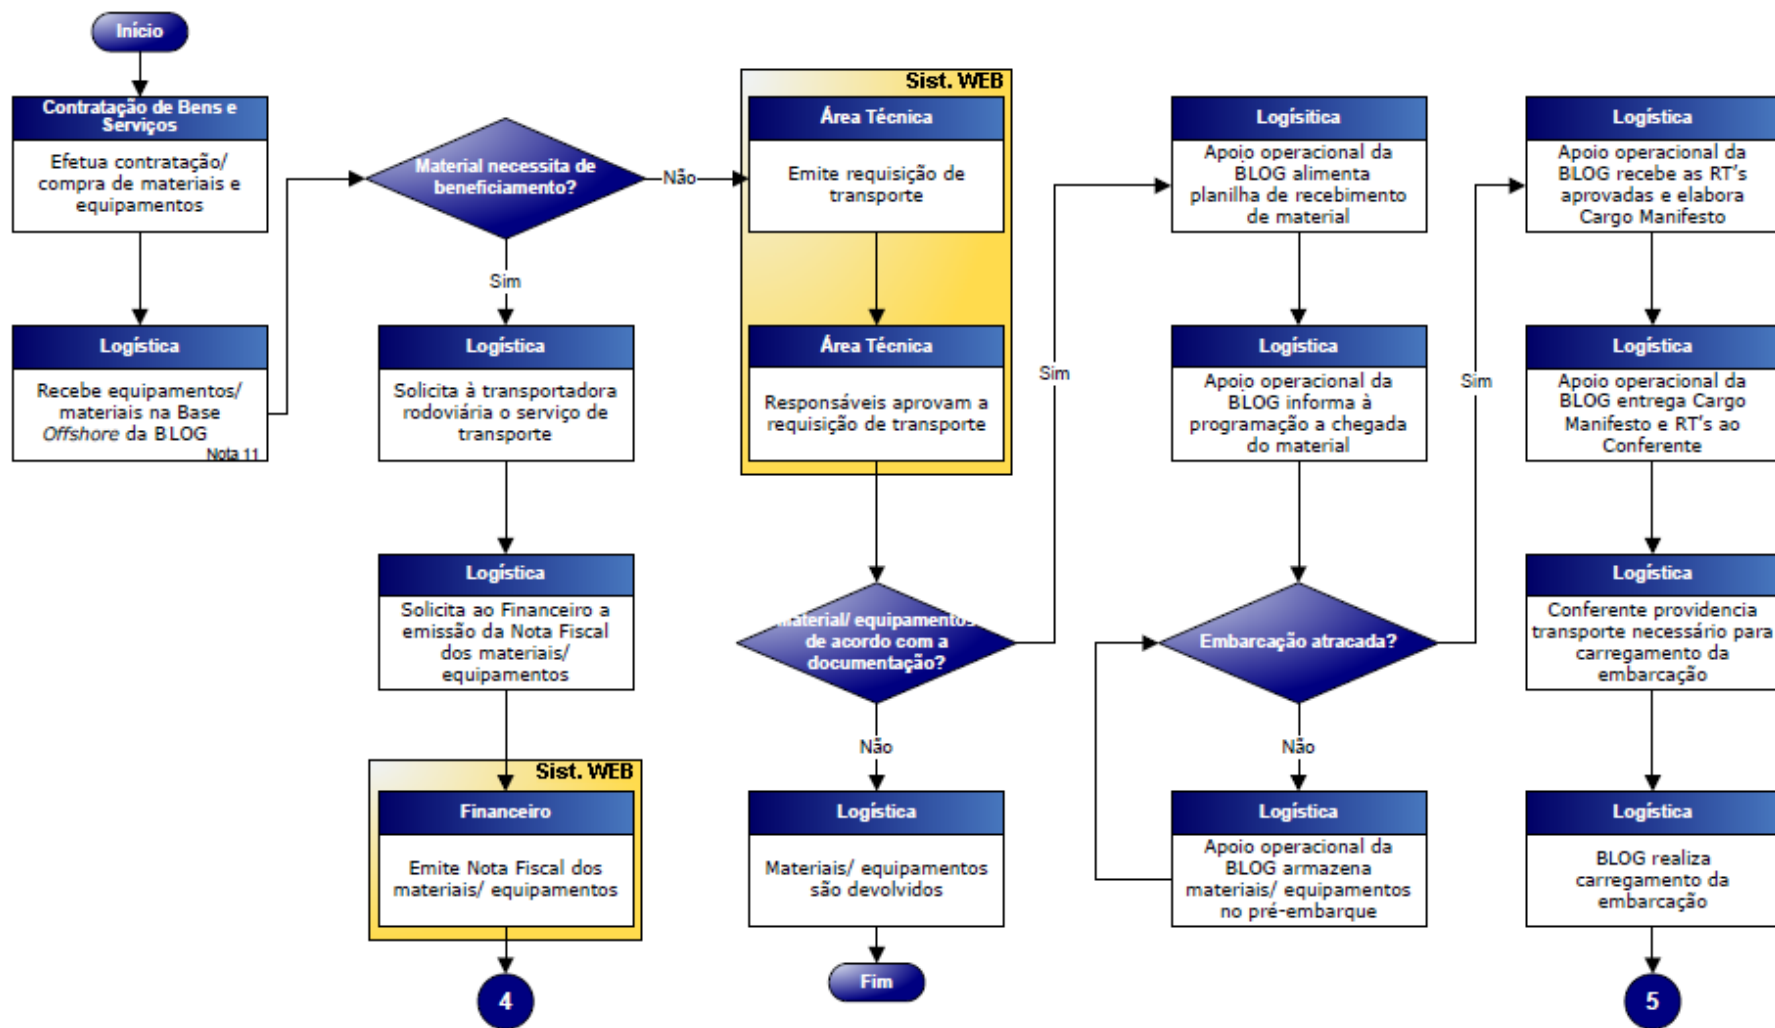 Início
Contratação de Bens e
Serviços
Efetua contratação/
compra de materiais e
equipamentos
Logística
Recebe equipamentos/
materiais na Base
Offshore da BLOG
Nota 11
Material necessita de
beneficiamento?
Não
Sim
Logística
Solicita à transportadora
rodoviária o serviço de
transporte
Logística
Solicita ao Financeiro a
emissão da Nota Fiscal
dos materiais/
equipamentos
Sist. WEB
Financeiro
Emite Nota Fiscal dos
materiais/ equipamentos
4
Sist. WEB
Área Técnica
Emite requisição de
transporte
Área Técnica
Responsáveis aprovam a
requisição de transporte
Material/ equipamentos
de acordo com a
documentação?
Sim
Não
Logística
Materiais/ equipamentos
são devolvidos
Fim
Logísitica
Apoio operacional da
BLOG alimenta
planilha de recebimento
de material
Logística
Apoio operacional da
BLOG informa à
programação a chegada
do material
Embarcação atracada?
Sim
Não
Logística
Apoio operacional da
BLOG armazena
materiais/ equipamentos
no pré-embarque
Logística
Apoio operacional da
BLOG recebe as RT's
aprovadas e elabora
Cargo Manifesto
Logística
Apoio operacional da
BLOG entrega Cargo
Manifesto e RT's ao
Conferente
Logística
Conferente providencia
transporte necessário para
carregamento da
embarcação
Logística
BLOG realiza
carregamento da
embarcação
5